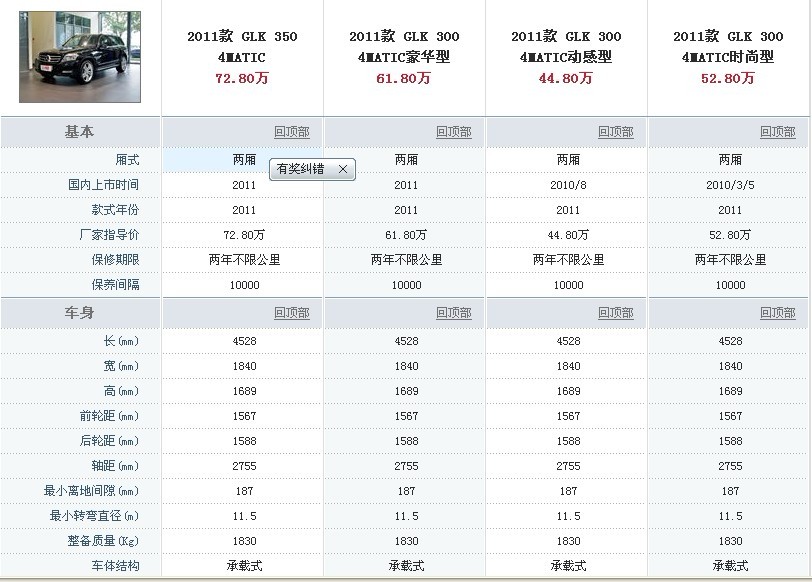 2011款 GLK 350 2011款 GLK 300 2011款 GLK 300 2011款 GLK 300
4MATIC 4MATIC豪华型 4MATIC动感型 4MATIC时尚型
72.80万 61.80万 44.80万 52.80万
基本 回顶部 回顶部 回顶部 回顶部
厢式 两厢 两厢 两厢 两厢
有奖纠错 ×
国内上市时间 2011 2011 2010/8 2010/3/5
款式年份 2011 2011 2011 2011
厂家指导价 72.80万 61.80万 44.80万 52.80万
保修期限 两年不限公里 两年不限公里 两年不限公里 两年不限公里
保养间隔 10000 10000 10000 10000
车身 回顶部 回顶部 回顶部 回顶部
长(mm) 4528 4528 4528 4528
宽(mm) 1840 1840 1840 1840
高(mm) 1689 1689 1689 1689
前轮距(mm) 1567 1567 1567 1567
后轮距(mm) 1588 1588 1588 1588
轴距(mm) 2755 2755 2755 2755
最小离地间隙(mm) 187 187 187 187
最小转弯直径(m) 11.5 11.5 11.5 11.5
整备质量(Kg) 1830 1830 1830 1830
车体结构 承载式 承载式 承载式 承载式